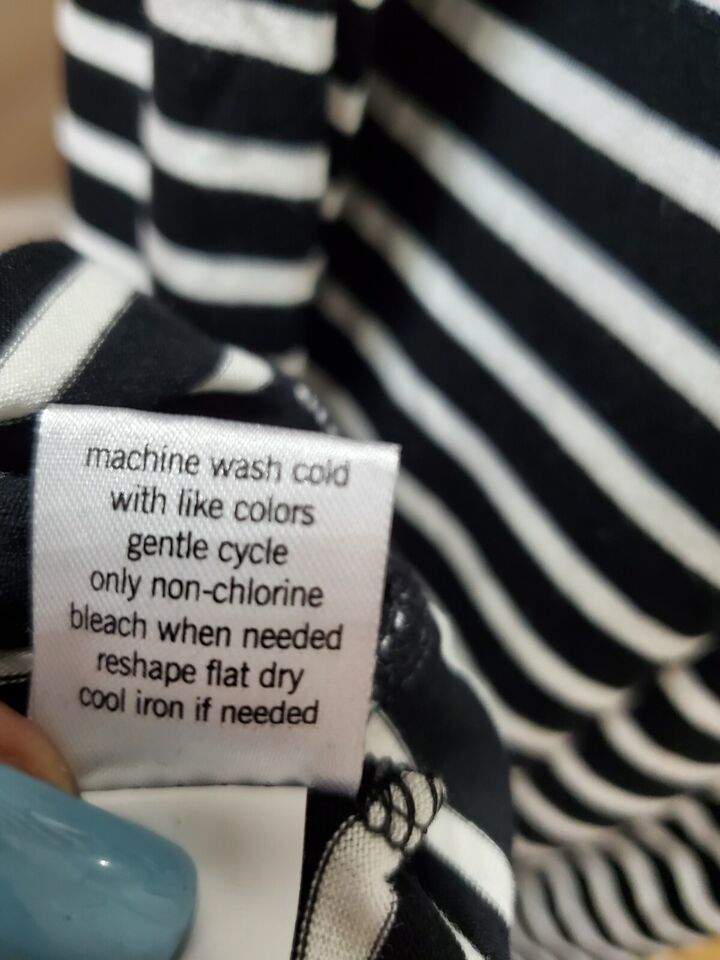 machine wash cold
with like colors
gentle cycle
only non-chlorine
bleach when needed
reshape flat dry
cool iron if needed